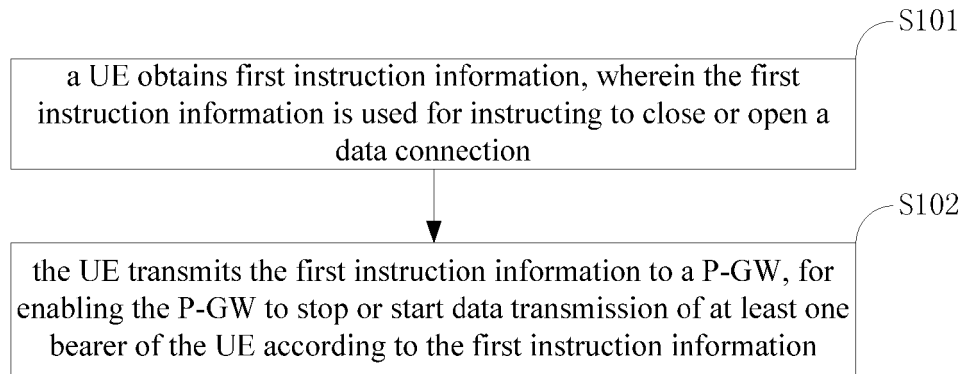 S101
a UE obtains first instruction information, wherein the first
instruction information is used for instructing to close or open a
data connection
S102
the UE transmits the first instruction information to a P-GW, for
enabling the P-GW to stop or start data transmission of at least one
bearer of the UE according to the first instruction information